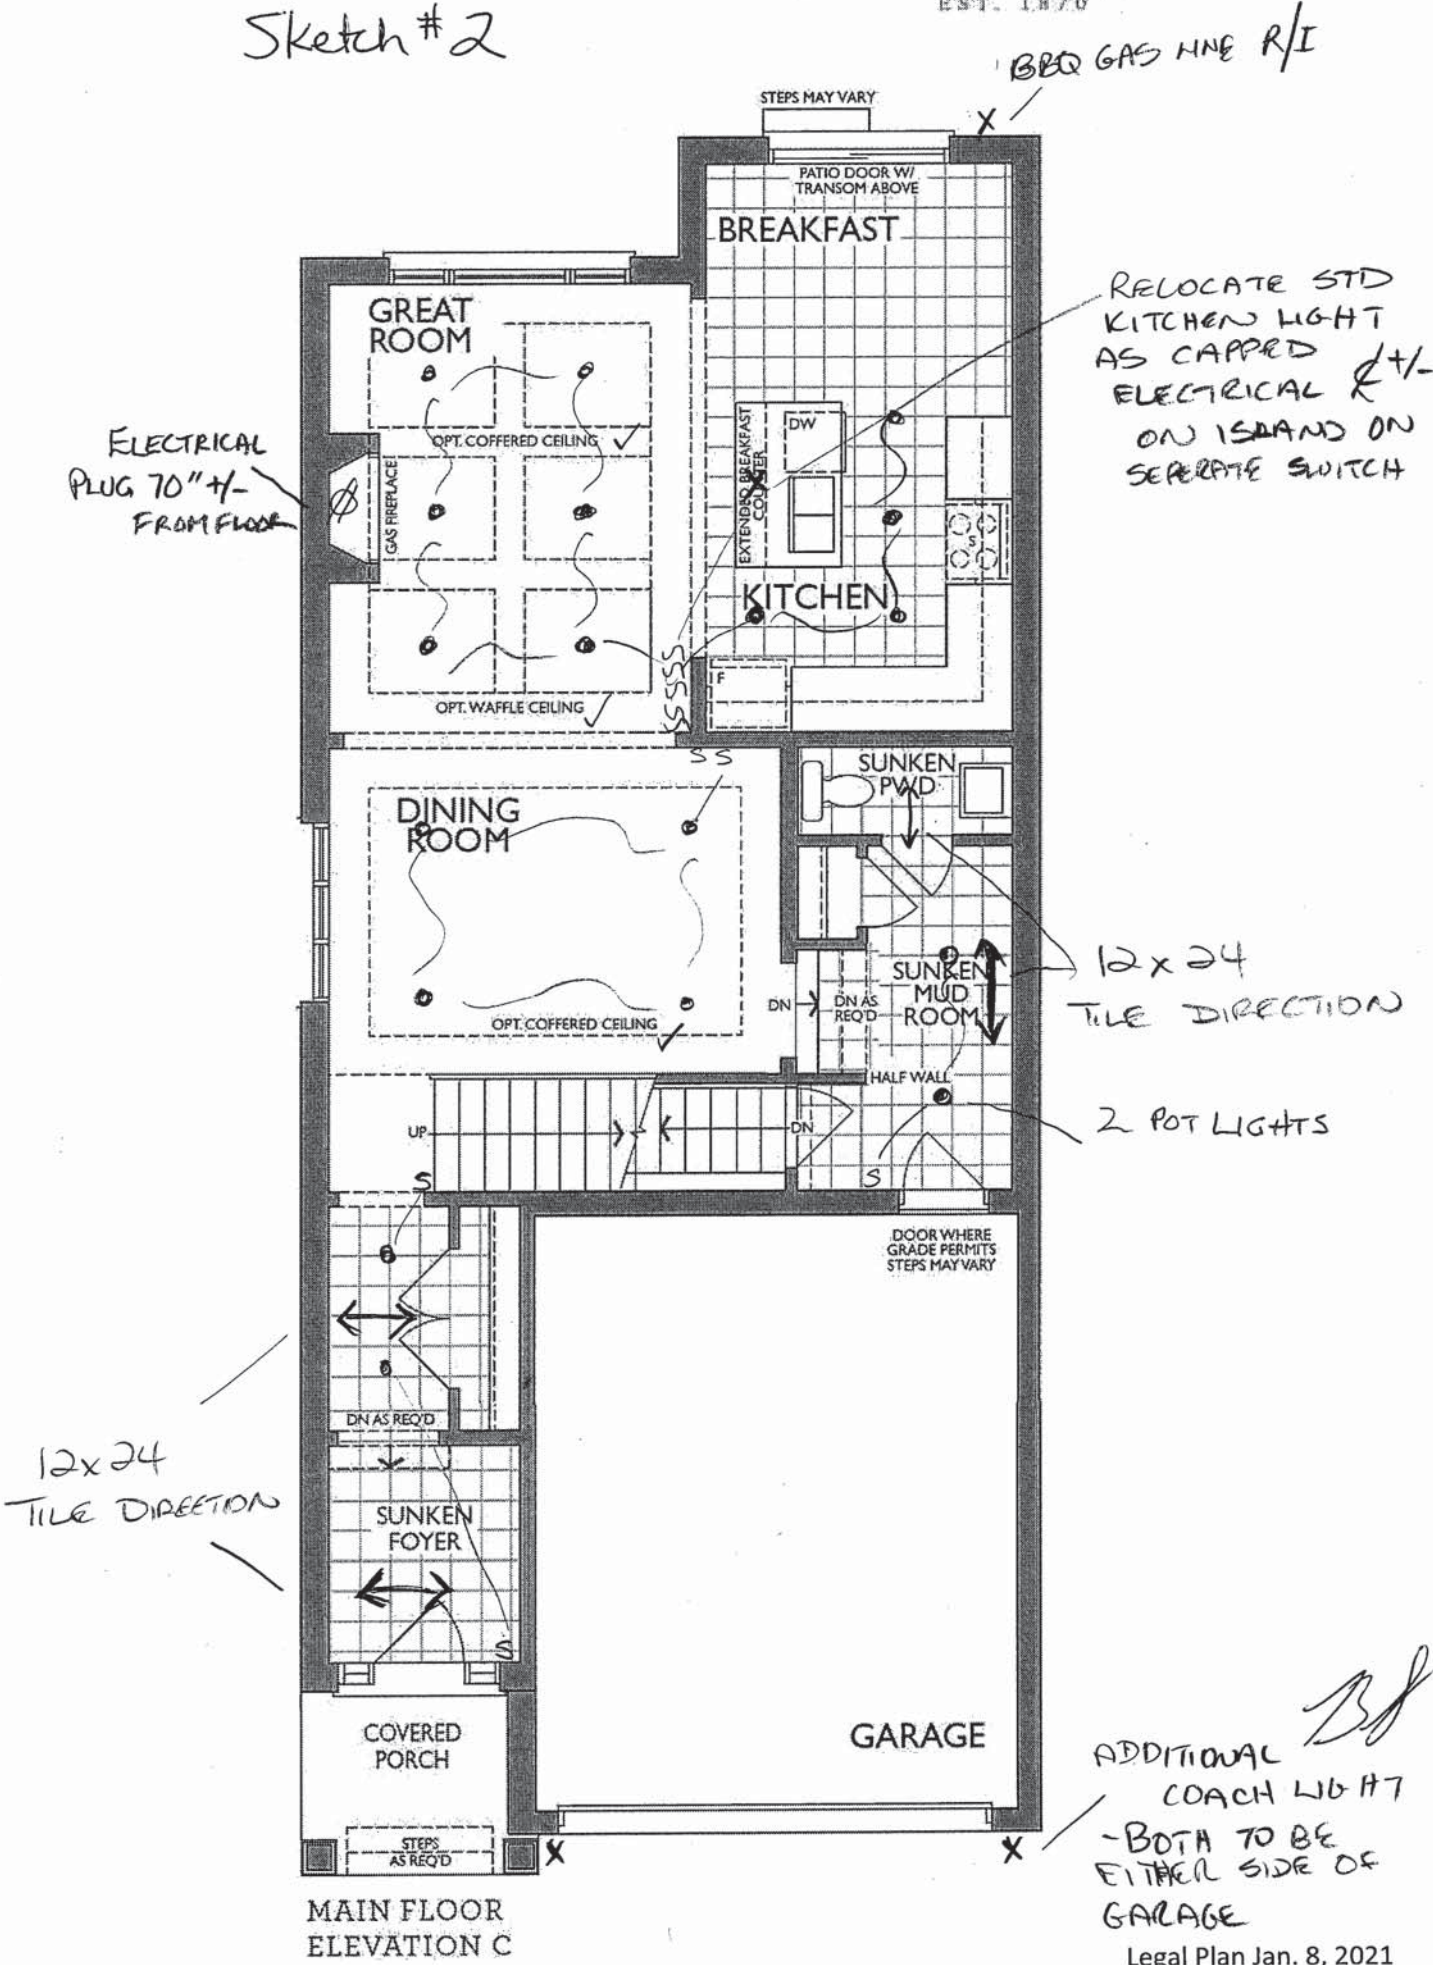 Sketch #2
EST. 1870
BBQ GAS LINE R/I
STEPS MAY VARY
X
PATIO DOOR W/
TRANSOM ABOVE
BREAKFAST
GREAT
ROOM
RELOCATE STD
KITCHEN LIGHT
AS CAPPED
ELECTRICAL ℄ +/-
ON ISLAND ON
SEPERATE SWITCH
OPT. COFFERED CEILING ✓
ELECTRICAL
PLUG 70" +/-
FROM FLOOR
GAS FIREPLACE
EXTENDED BREAKFAST
COUNTER
X
DW
S
KITCHEN
F
SSSSS
OPT. WAFFLE CEILING ✓
S S
SUNKEN
PWD
DINING
ROOM
12x24
TILE DIRECTION
SUNKEN
MUD
ROOM
DN
DN AS
REQ'D
OPT. COFFERED CEILING ✓
HALF WALL
2 POT LIGHTS
UP
DN
S
S
DOOR WHERE
GRADE PERMITS
STEPS MAY VARY
DN AS REQ'D
12x24
TILE DIRECTION
SUNKEN
FOYER
S
COVERED
PORCH
GARAGE
ADDITIONAL
COACH LIGHT
-BOTH TO BE
EITHER SIDE OF
GARAGE
STEPS
AS REQ'D
X
X
MAIN FLOOR
ELEVATION C
Legal Plan Jan. 8, 2021